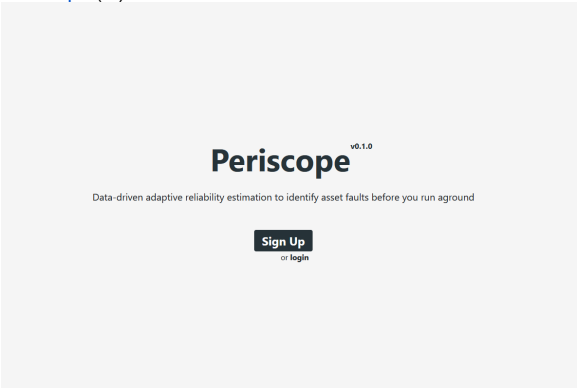 Periscope v0.1.0
Data-driven adaptive reliability estimation to identify asset faults before you run aground
Sign Up
or login